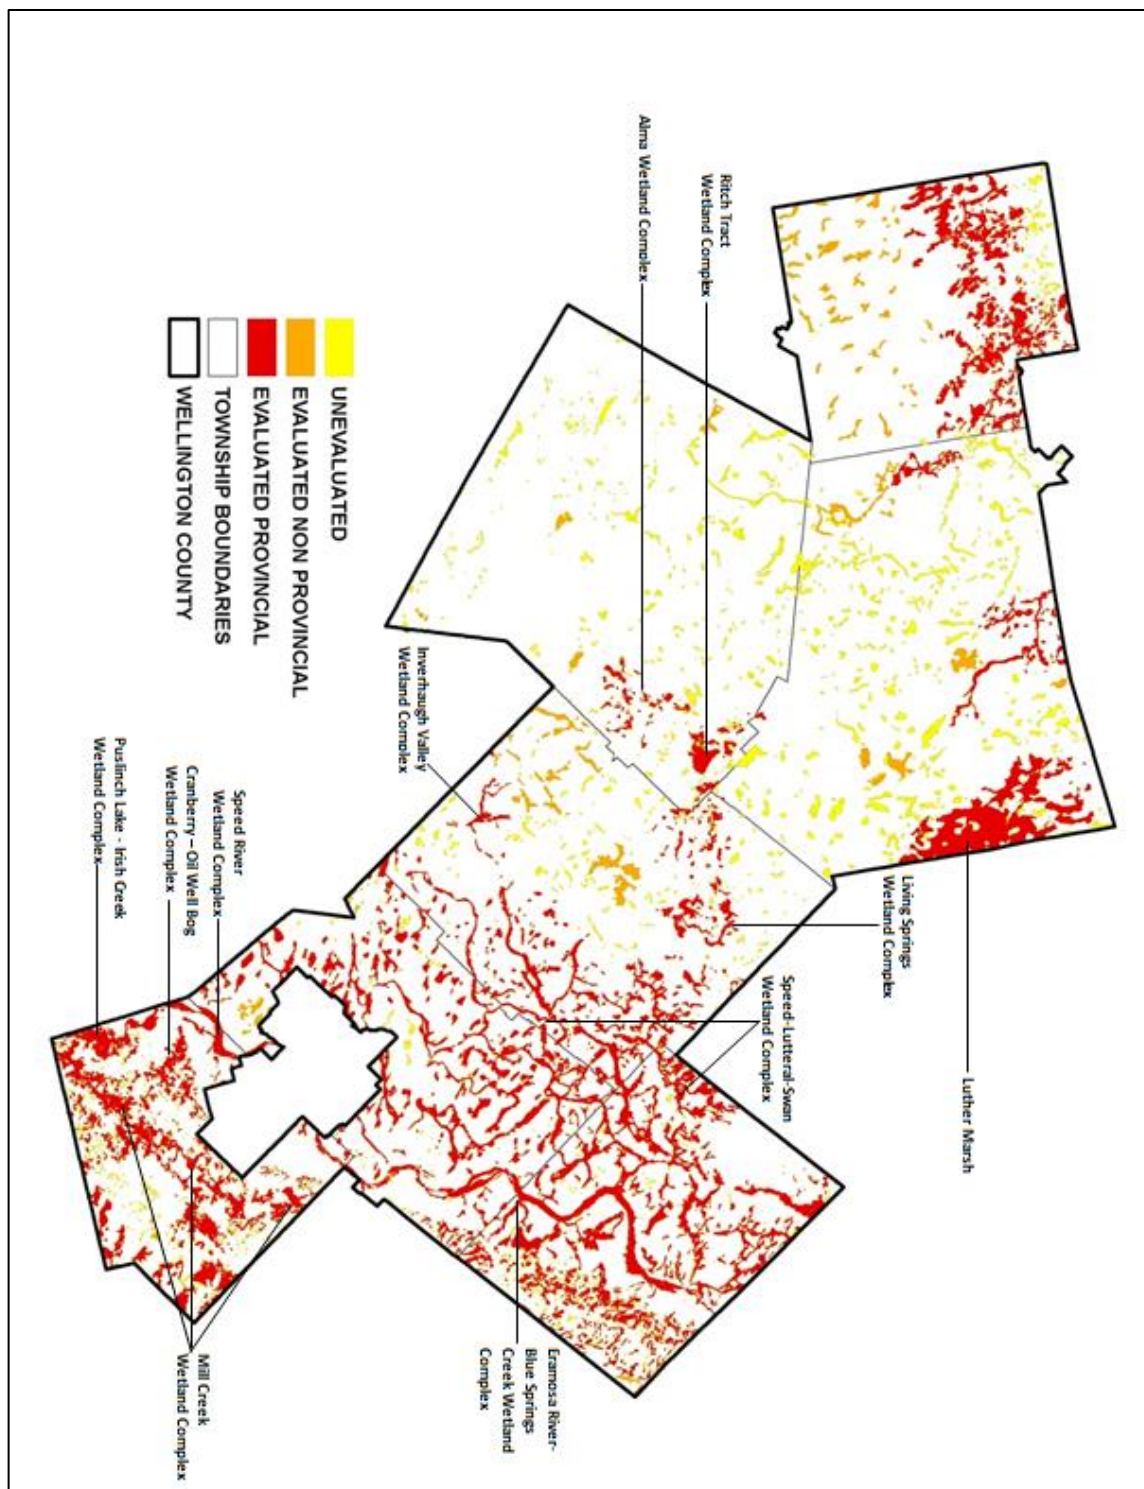 Luther Marsh
Living Springs
Wetland Complex
Speed-Lutteral-Swan
Wetland Complex
Ritch Tract
Wetland Complex
Alma Wetland Complex
Eramosa River-
Blue Springs
Creek Wetland
Complex
Inverhaugh Valley
Wetland Complex
UNEVALUATED
EVALUATED NON PROVINCIAL
EVALUATED PROVINCIAL
TOWNSHIP BOUNDARIES
WELLINGTON COUNTY
Speed River
Wetland Complex
Cranberry – Oil Well Bog
Wetland Complex
Puslinch Lake - Irish Creek
Wetland Complex
Mill Creek
Wetland Complex